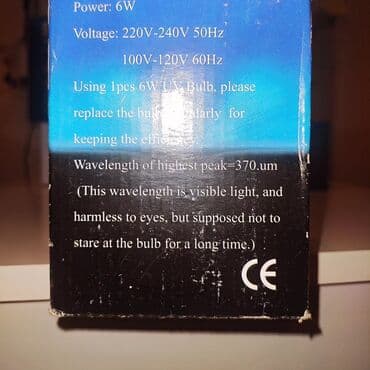 Power: 6W
Voltage: 220V-240V 50Hz
100V-120V 60Hz
Using 1pcs 6W UV Bulb, please
replace the bulb for
keeping the
Wavelength of highest peak=370.um
(This wavelength is visible light, and
harmless to eyes, but supposed not to
stare at the bulb for a long time.)
CE